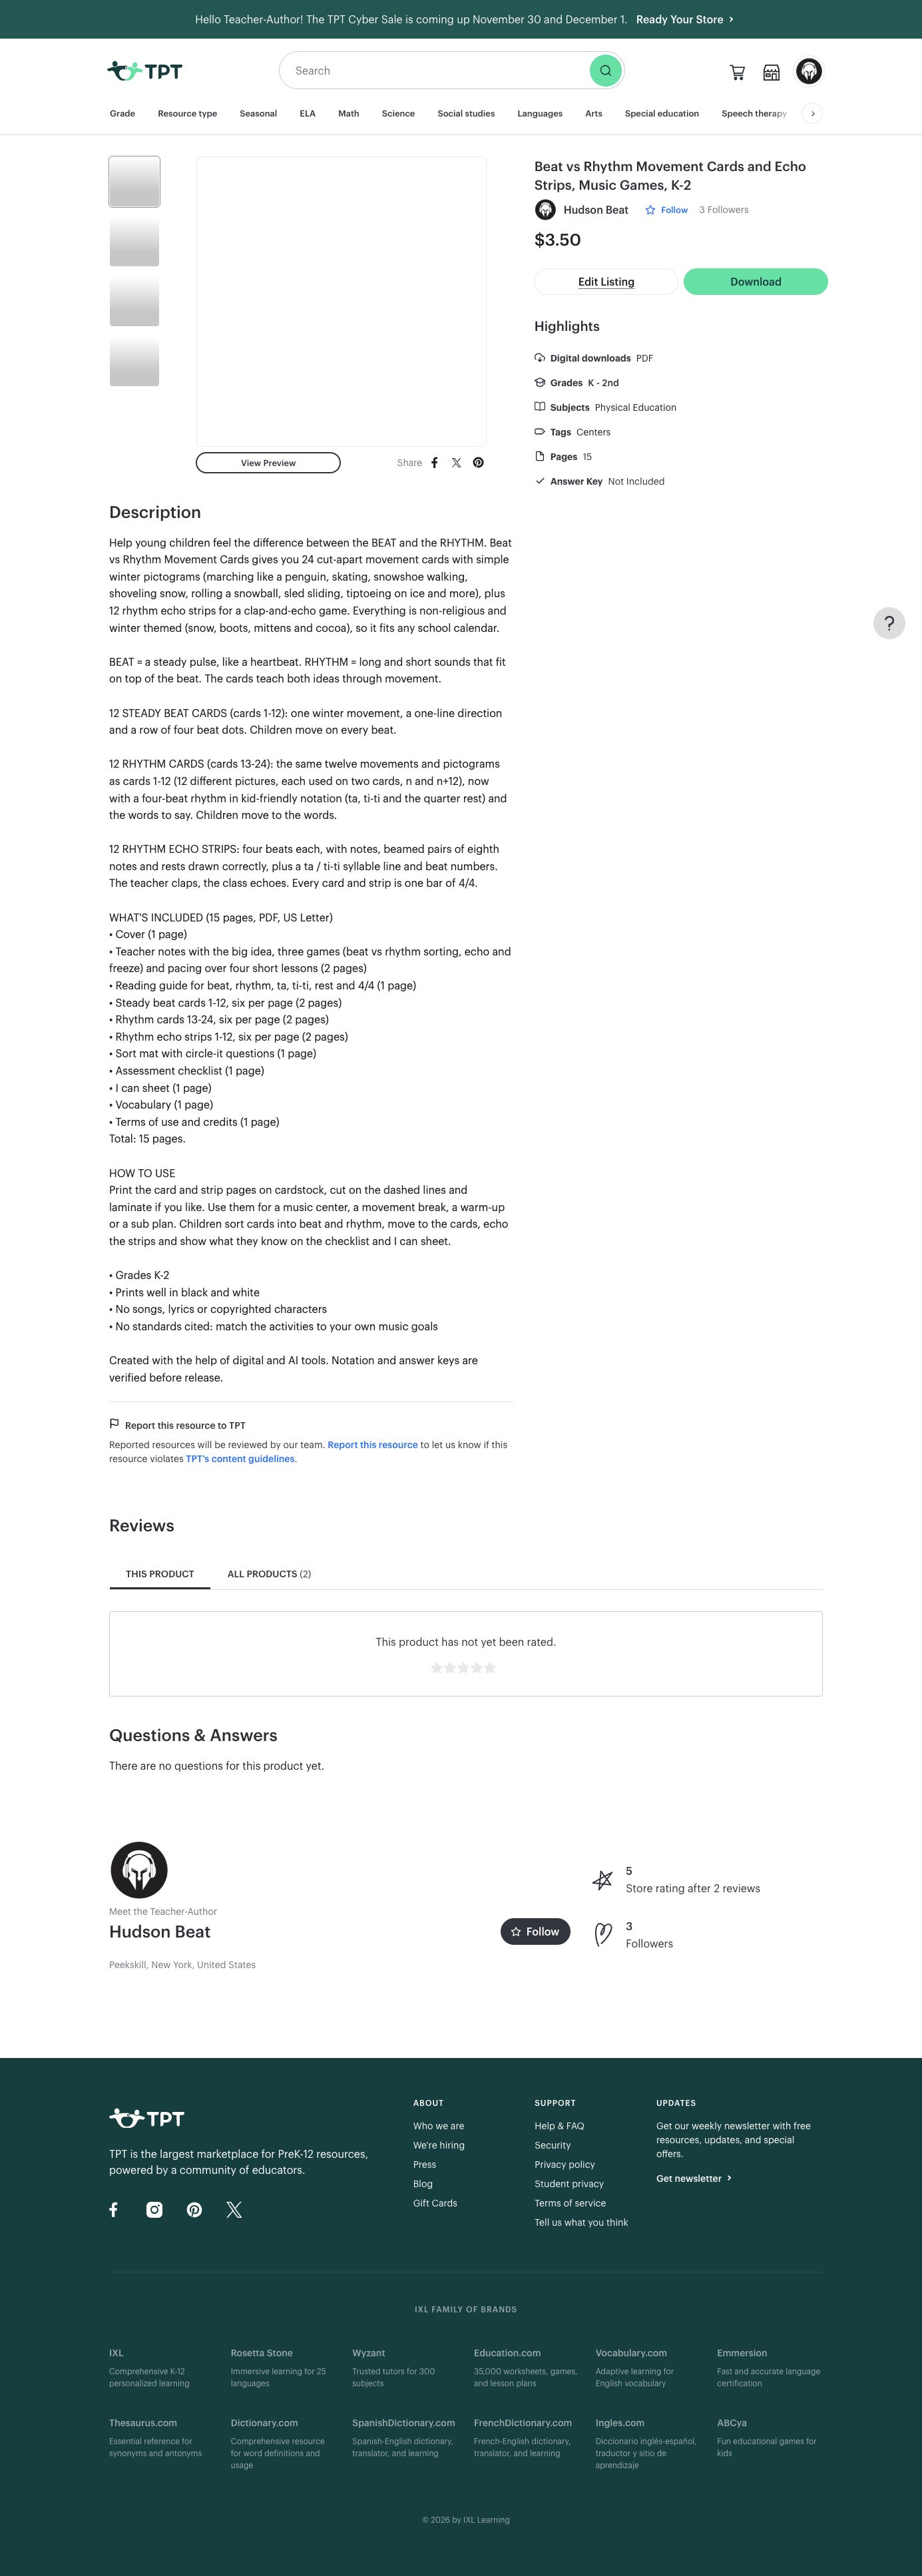 Hello Teacher-Author! The TPT Cyber Sale is coming up November 30 and December 1. Ready Your Store
TPT
Search
Grade Resource type Seasonal ELA Math Science Social studies Languages Arts Special education Speech therapy
Beat vs Rhythm Movement Cards and Echo
Strips, Music Games, K-2
Hudson Beat Follow 3 Followers
$3.50
Edit Listing Download
Highlights
Digital downloads PDF
Grades K - 2nd
Subjects Physical Education
Tags Centers
Pages 15
Answer Key Not Included
View Preview Share
Description
Help young children feel the difference between the BEAT and the RHYTHM. Beat
vs Rhythm Movement Cards gives you 24 cut-apart movement cards with simple
winter pictograms (marching like a penguin, skating, snowshoe walking,
shoveling snow, rolling a snowball, sled sliding, tiptoeing on ice and more), plus
12 rhythm echo strips for a clap-and-echo game. Everything is non-religious and
winter themed (snow, boots, mittens and cocoa), so it fits any school calendar.
BEAT = a steady pulse, like a heartbeat. RHYTHM = long and short sounds that fit
on top of the beat. The cards teach both ideas through movement.
12 STEADY BEAT CARDS (cards 1-12): one winter movement, a one-line direction
and a row of four beat dots. Children move on every beat.
12 RHYTHM CARDS (cards 13-24): the same twelve movements and pictograms
as cards 1-12 (12 different pictures, each used on two cards, n and n+12), now
with a four-beat rhythm in kid-friendly notation (ta, ti-ti and the quarter rest) and
the words to say. Children move to the words.
12 RHYTHM ECHO STRIPS: four beats each, with notes, beamed pairs of eighth
notes and rests drawn correctly, plus a ta / ti-ti syllable line and beat numbers.
The teacher claps, the class echoes. Every card and strip is one bar of 4/4.
WHAT'S INCLUDED (15 pages, PDF, US Letter)
• Cover (1 page)
• Teacher notes with the big idea, three games (beat vs rhythm sorting, echo and
freeze) and pacing over four short lessons (2 pages)
• Reading guide for beat, rhythm, ta, ti-ti, rest and 4/4 (1 page)
• Steady beat cards 1-12, six per page (2 pages)
• Rhythm cards 13-24, six per page (2 pages)
• Rhythm echo strips 1-12, six per page (2 pages)
• Sort mat with circle-it questions (1 page)
• Assessment checklist (1 page)
• I can sheet (1 page)
• Vocabulary (1 page)
• Terms of use and credits (1 page)
Total: 15 pages.
HOW TO USE
Print the card and strip pages on cardstock, cut on the dashed lines and
laminate if you like. Use them for a music center, a movement break, a warm-up
or a sub plan. Children sort cards into beat and rhythm, move to the cards, echo
the strips and show what they know on the checklist and I can sheet.
• Grades K-2
• Prints well in black and white
• No songs, lyrics or copyrighted characters
• No standards cited: match the activities to your own music goals
Created with the help of digital and AI tools. Notation and answer keys are
verified before release.
Report this resource to TPT
Reported resources will be reviewed by our team. Report this resource to let us know if this
resource violates TPT's content guidelines.
Reviews
THIS PRODUCT ALL PRODUCTS (2)
This product has not yet been rated.
Questions & Answers
There are no questions for this product yet.
Meet the Teacher-Author
Hudson Beat
Peekskill, New York, United States
Follow
5
Store rating after 2 reviews
3
Followers
TPT
TPT is the largest marketplace for PreK-12 resources,
powered by a community of educators.
ABOUT
Who we are
We're hiring
Press
Blog
Gift Cards
SUPPORT
Help & FAQ
Security
Privacy policy
Student privacy
Terms of service
Tell us what you think
UPDATES
Get our weekly newsletter with free
resources, updates, and special
offers.
Get newsletter
IXL FAMILY OF BRANDS
IXL
Comprehensive K-12
personalized learning
Rosetta Stone
Immersive learning for 25
languages
Wyzant
Trusted tutors for 300
subjects
Education.com
35,000 worksheets, games,
and lesson plans
Vocabulary.com
Adaptive learning for
English vocabulary
Emmersion
Fast and accurate language
certification
Thesaurus.com
Essential reference for
synonyms and antonyms
Dictionary.com
Comprehensive resource
for word definitions and
usage
SpanishDictionary.com
Spanish-English dictionary,
translator, and learning
FrenchDictionary.com
French-English dictionary,
translator, and learning
Ingles.com
Diccionario inglés-español,
traductor y sitio de
aprendizaje
ABCya
Fun educational games for
kids
© 2026 by IXL Learning